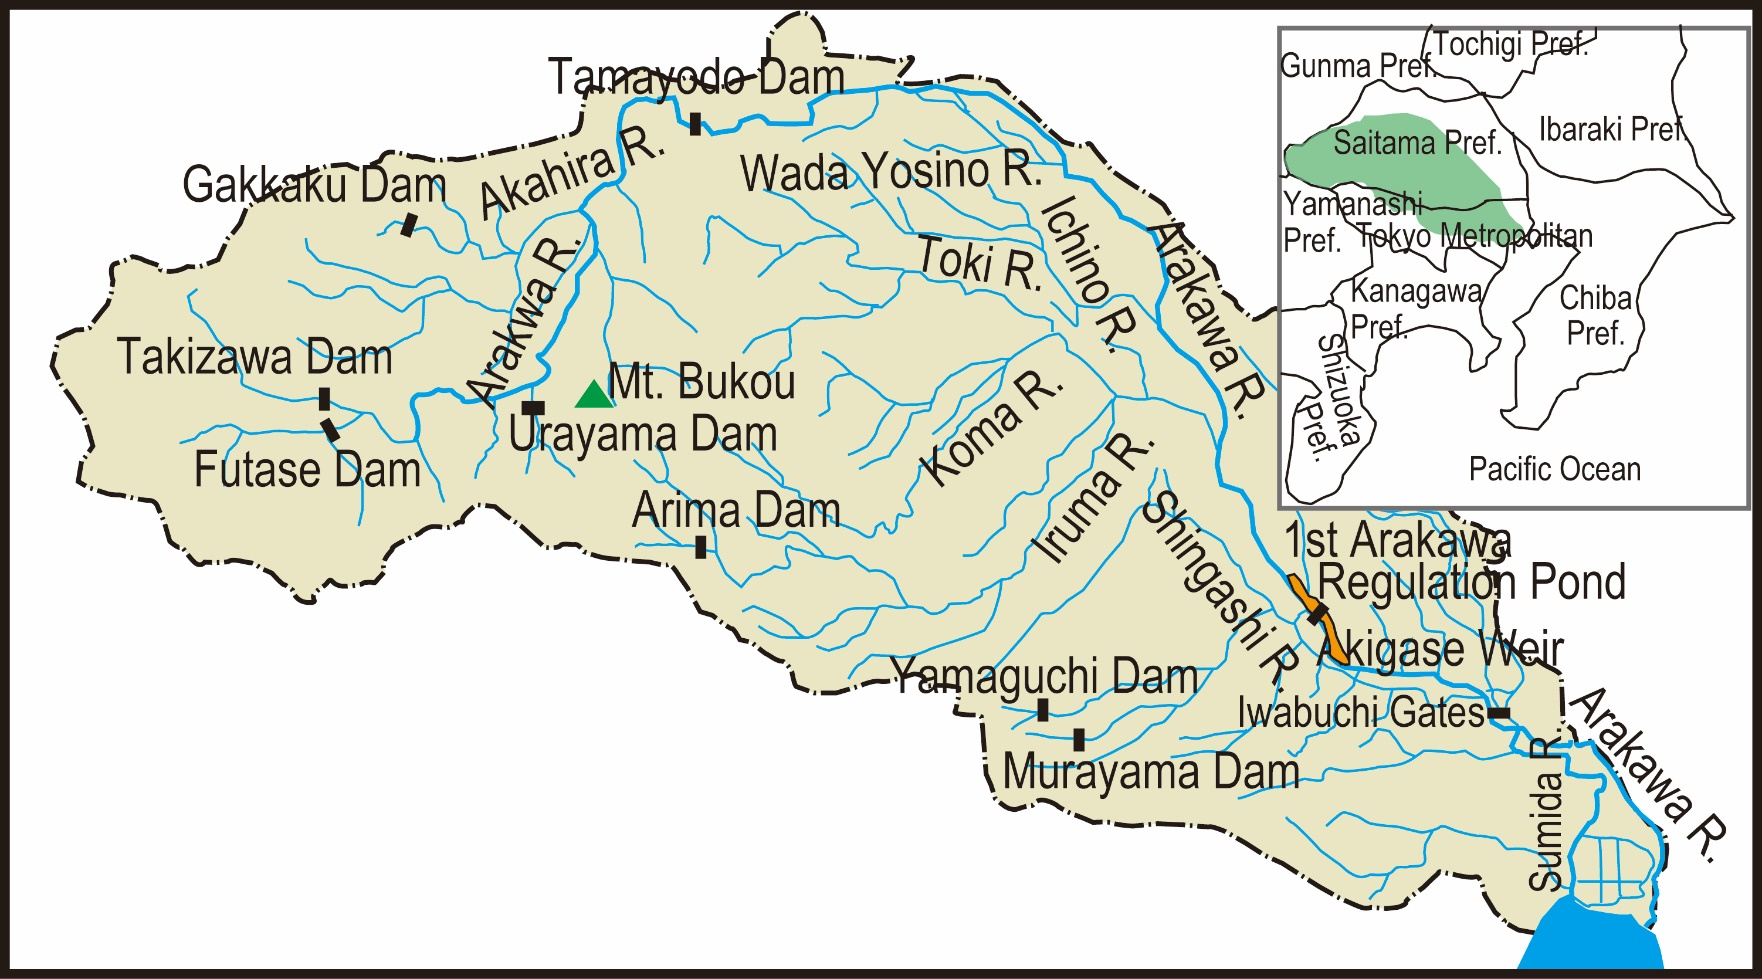 Tamayodo Dam
Gakkaku Dam
Akahira R.
Wada Yosino R.
Ichino R.
Arakawa R.
Toki R.
Arakwa R.
Takizawa Dam
Mt. Bukou
Urayama Dam
Futase Dam
Koma R.
Iruma R.
Arima Dam
Shingashi R.
1st Arakawa
Regulation Pond
Akigase Weir
Yamaguchi Dam
Iwabuchi Gates
Murayama Dam
Sumida R.
Arakawa R.
Tochigi Pref.
Gunma Pref.
Ibaraki Pref.
Saitama Pref.
Yamanashi
Pref.
Tokyo Metropolitan
Kanagawa
Pref.
Chiba
Pref.
Shizuoka
Pref.
Pacific Ocean